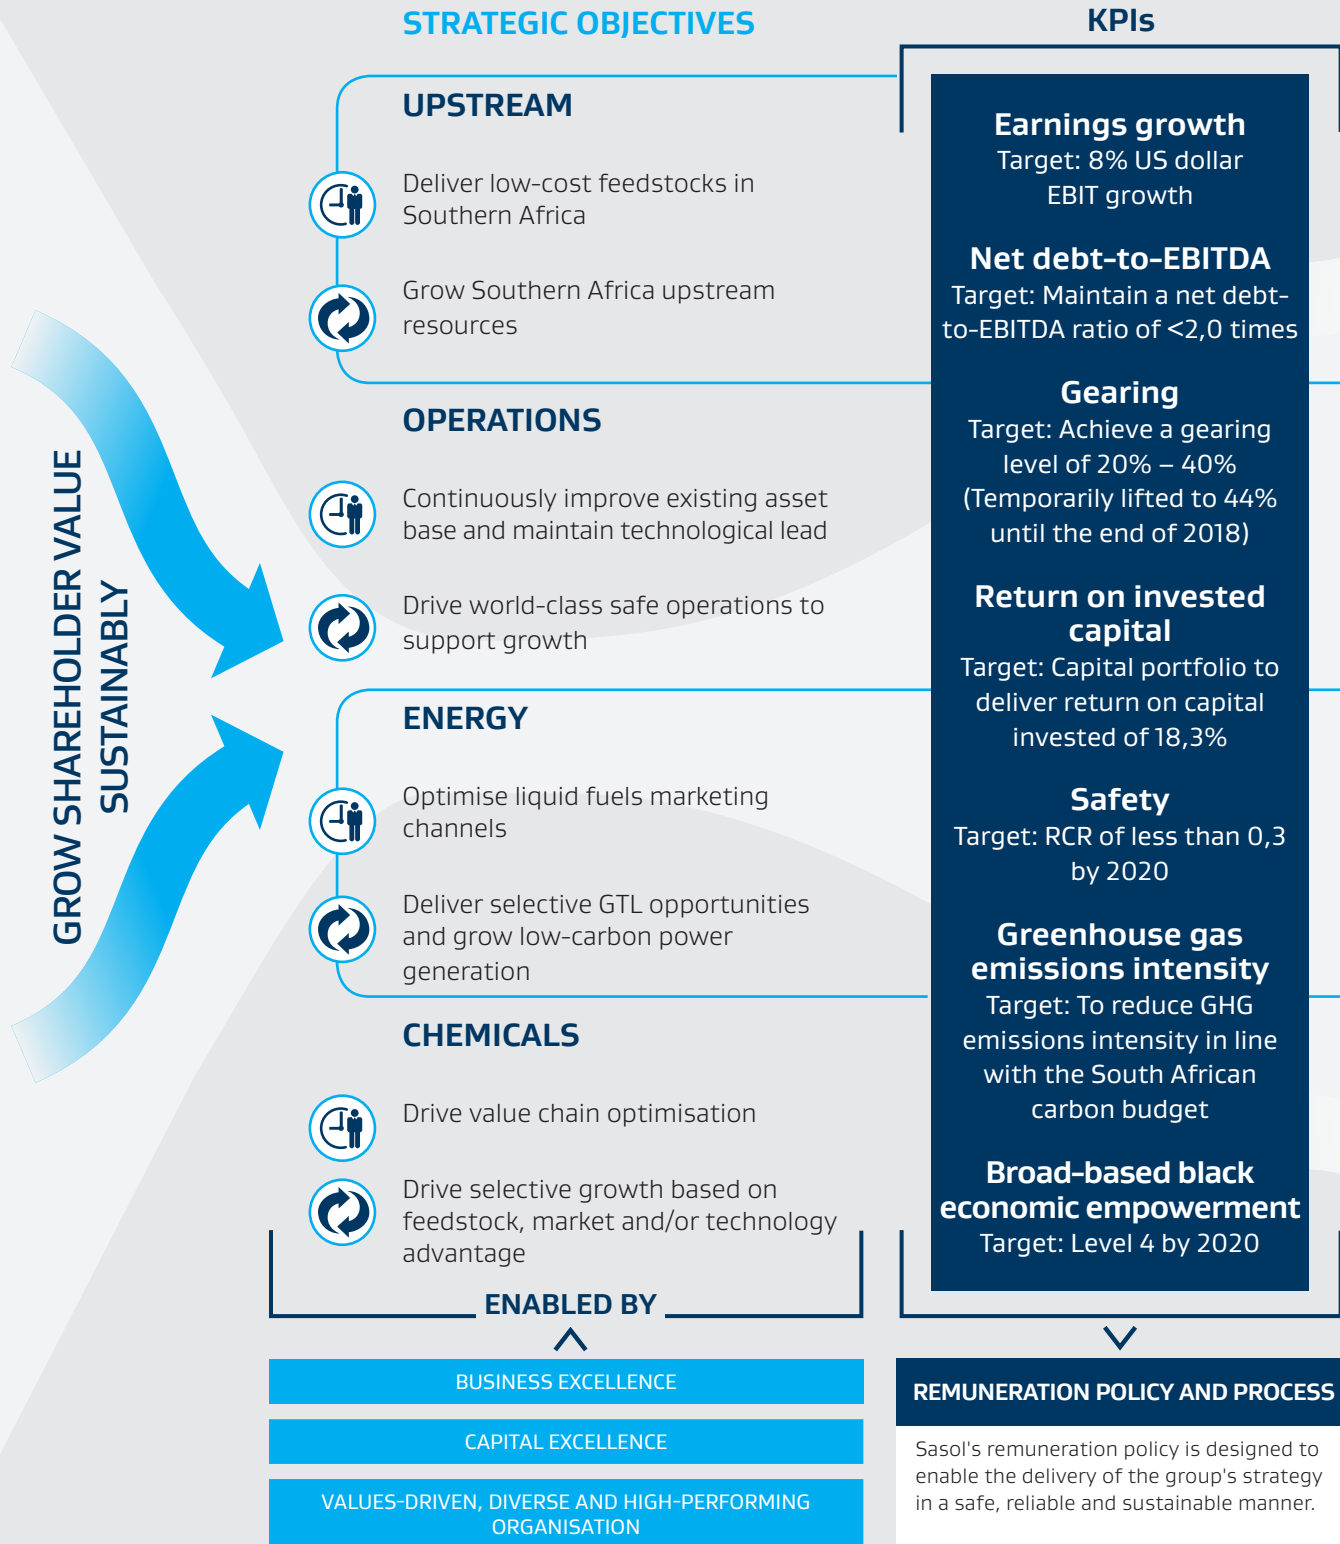 GROW SHAREHOLDER VALUE
SUSTAINABLY
STRATEGIC OBJECTIVES
UPSTREAM
Deliver low-cost feedstocks in
Southern Africa
Grow Southern Africa upstream
resources
OPERATIONS
Continuously improve existing asset
base and maintain technological lead
Drive world-class safe operations to
support growth
ENERGY
Optimise liquid fuels marketing
channels
Deliver selective GTL opportunities
and grow low-carbon power
generation
CHEMICALS
Drive value chain optimisation
Drive selective growth based on
feedstock, market and/or technology
advantage
ENABLED BY
BUSINESS EXCELLENCE
CAPITAL EXCELLENCE
VALUES-DRIVEN, DIVERSE AND HIGH-PERFORMING
ORGANISATION
KPIs
Earnings growth
Target: 8% US dollar
EBIT growth
Net debt-to-EBITDA
Target: Maintain a net debt-
to-EBITDA ratio of <2,0 times
Gearing
Target: Achieve a gearing
level of 20% – 40%
(Temporarily lifted to 44%
until the end of 2018)
Return on invested
capital
Target: Capital portfolio to
deliver return on capital
invested of 18,3%
Safety
Target: RCR of less than 0,3
by 2020
Greenhouse gas
emissions intensity
Target: To reduce GHG
emissions intensity in line
with the South African
carbon budget
Broad-based black
economic empowerment
Target: Level 4 by 2020
REMUNERATION POLICY AND PROCESS
Sasol's remuneration policy is designed to
enable the delivery of the group's strategy
in a safe, reliable and sustainable manner.